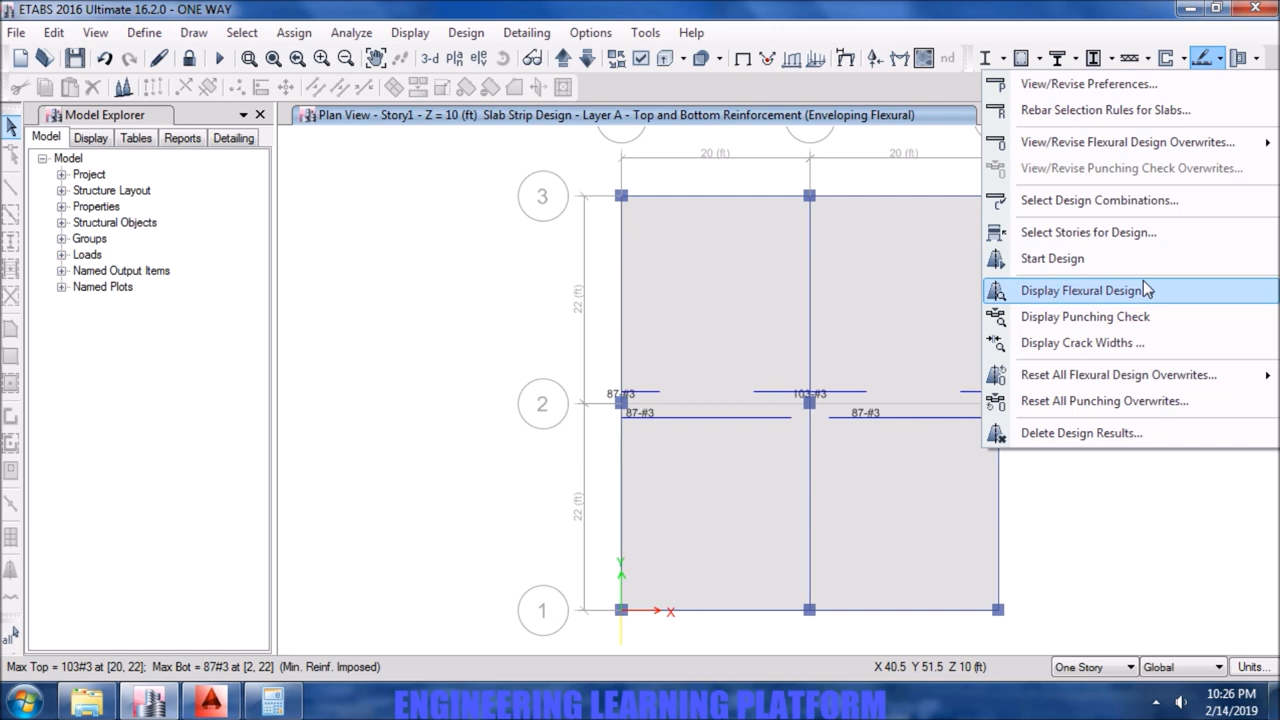 ETABS 2016 Ultimate 16.2.0 - ONE WAY
File Edit View Define Draw Select Assign Analyze Display Design Detailing Options Tools Help
3-d
nd
Model Explorer
Model Display Tables Reports Detailing
Model
Project
Structure Layout
Properties
Structural Objects
Groups
Loads
Named Output Items
Named Plots
Plan View - Story1 - Z = 10 (ft) Slab Strip Design - Layer A - Top and Bottom Reinforcement (Enveloping Flexural)
20 (ft) 20 (ft)
3
22 (ft)
87-#3 103-#3
2
87-#3 87-#3
22 (ft)
Y
1
X
View/Revise Preferences...
Rebar Selection Rules for Slabs...
View/Revise Flexural Design Overwrites...
View/Revise Punching Check Overwrites...
Select Design Combinations...
Select Stories for Design...
Start Design
Display Flexural Design
Display Punching Check
Display Crack Widths ...
Reset All Flexural Design Overwrites...
Reset All Punching Overwrites...
Delete Design Results...
all
Max Top = 103#3 at [20, 22]; Max Bot = 87#3 at [2, 22] (Min. Reinf. Imposed)
X 40.5 Y 51.5 Z 10 (ft)
One Story
Global
Units...
ENGINEERING LEARNING PLATFORM
10:26 PM
2/14/2019